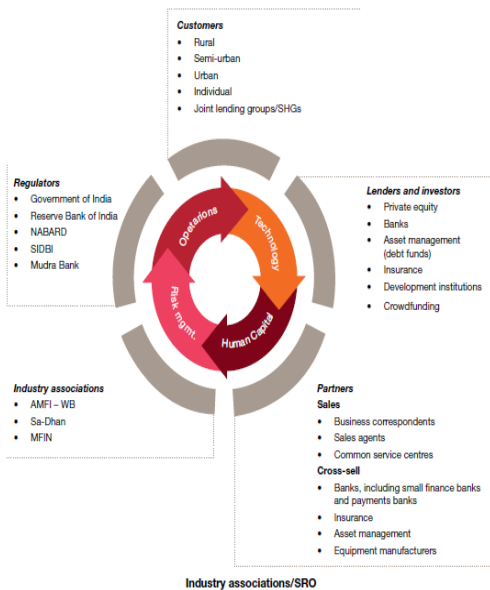 Customers
• Rural
• Semi-urban
• Urban
• Individual
• Joint lending groups/SHGs
Regulators
• Government of India
• Reserve Bank of India
• NABARD
• SIDBI
• Mudra Bank
Lenders and investors
• Private equity
• Banks
• Asset management
(debt funds)
• Insurance
• Development institutions
• Crowdfunding
OPetarions
Technology
Human Capital
Risk mgmt.
Industry associations
• AMFI – WB
• Sa-Dhan
• MFIN
Partners
Sales
• Business correspondents
• Sales agents
• Common service centres
Cross-sell
• Banks, including small finance banks
and payments banks
• Insurance
• Asset management
• Equipment manufacturers
Industry associations/SRO